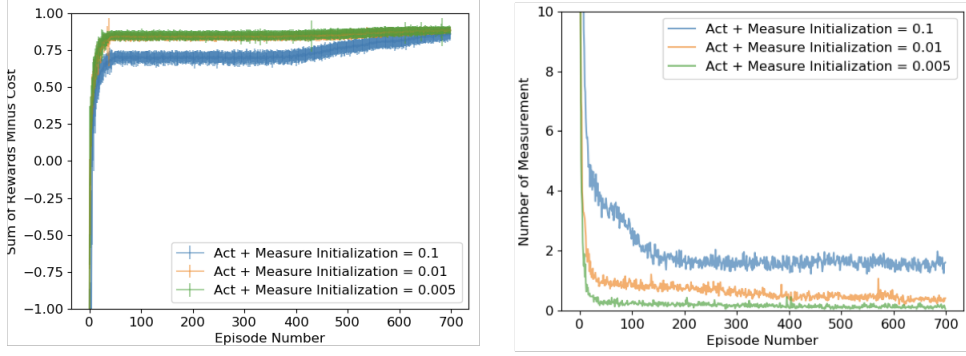 1.00
0.75
0.50
0.25
0.00
−0.25
−0.50
−0.75
−1.00
Sum of Rewards Minus Cost
Act + Measure Initialization = 0.1
Act + Measure Initialization = 0.01
Act + Measure Initialization = 0.005
0 100 200 300 400 500 600 700
Episode Number
10
8
6
4
2
0
Number of Measurement
Act + Measure Initialization = 0.1
Act + Measure Initialization = 0.01
Act + Measure Initialization = 0.005
0 100 200 300 400 500 600 700
Episode Number